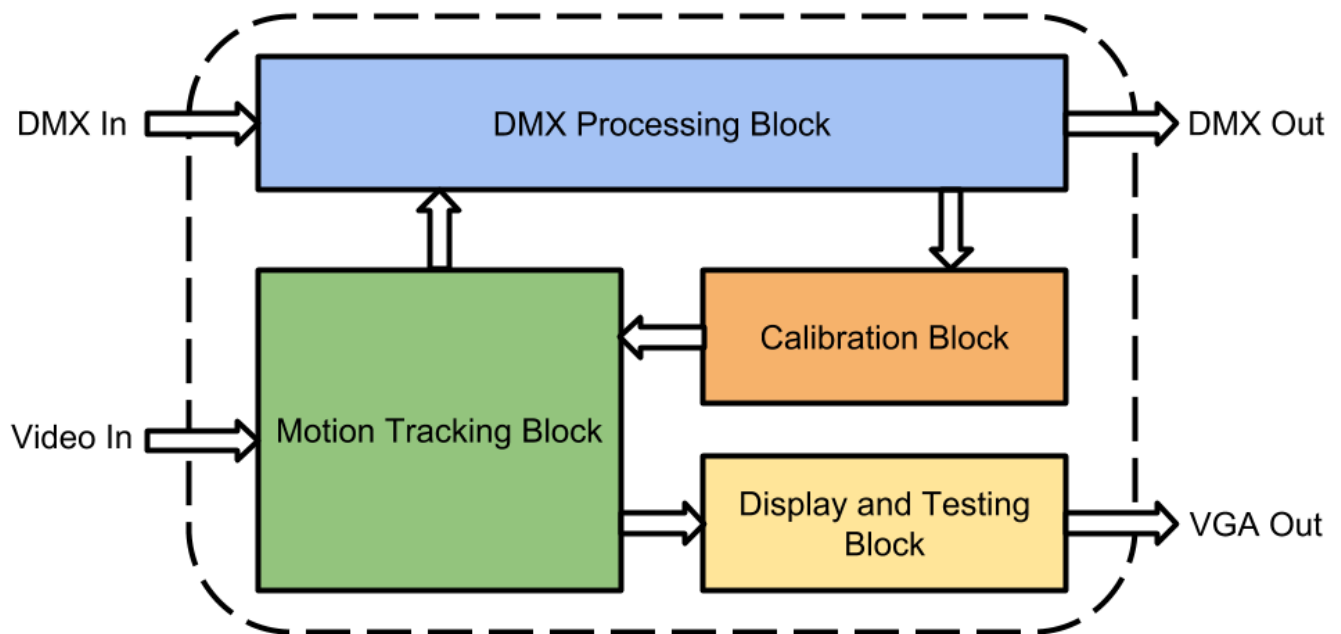 DMX In
DMX Processing Block
DMX Out
Calibration Block
Video In
Motion Tracking Block
Display and Testing
Block
VGA Out